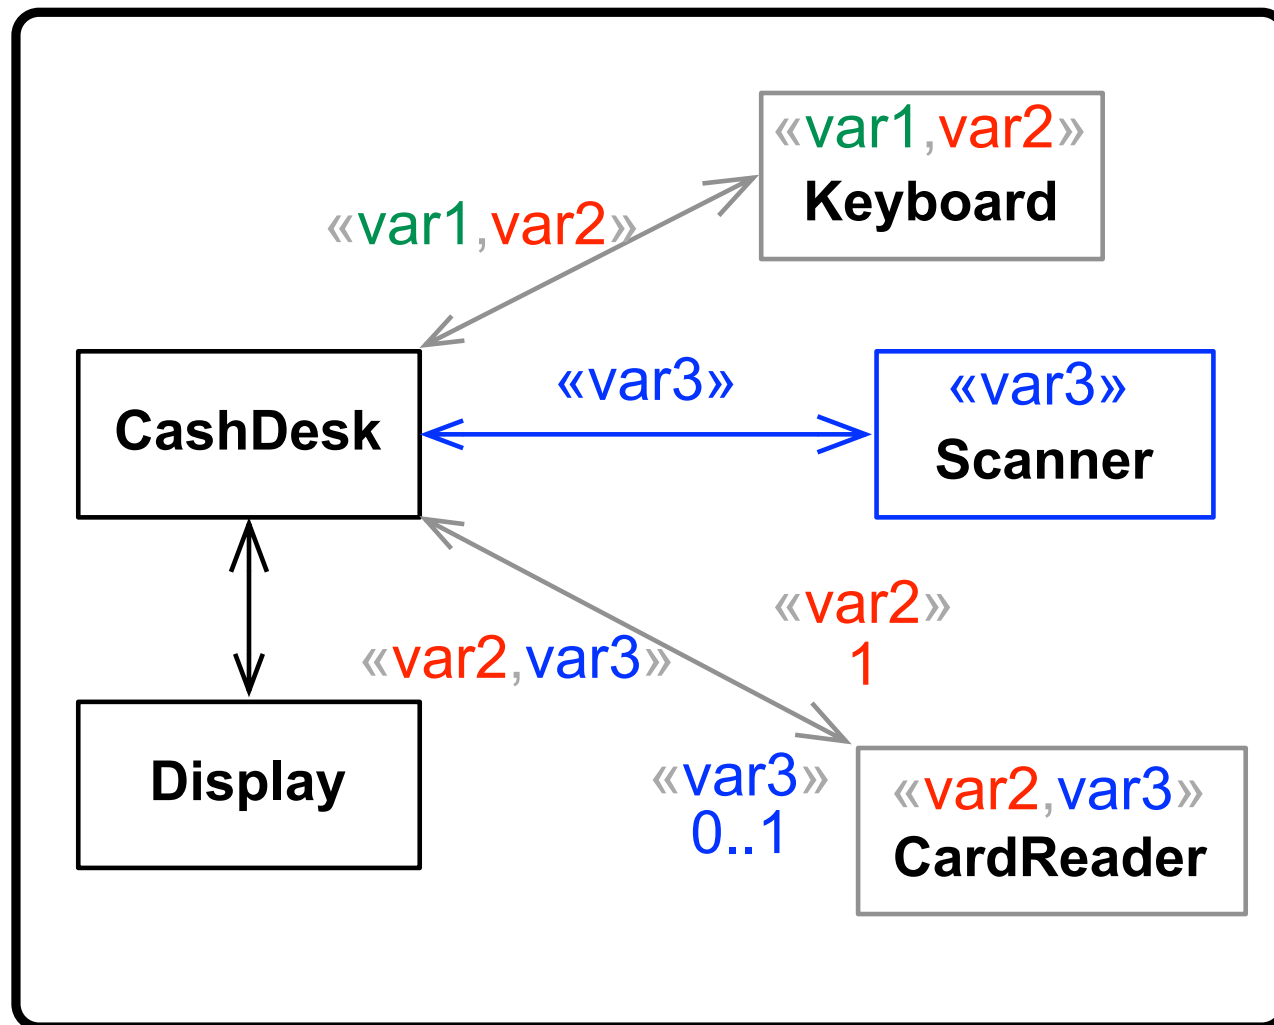 «var1,var2»
Keyboard
«var1,var2»
«var3»
«var3»
CashDesk
Scanner
«var2»
1
«var2,var3»
Display
«var3»
0..1
«var2,var3»
CardReader